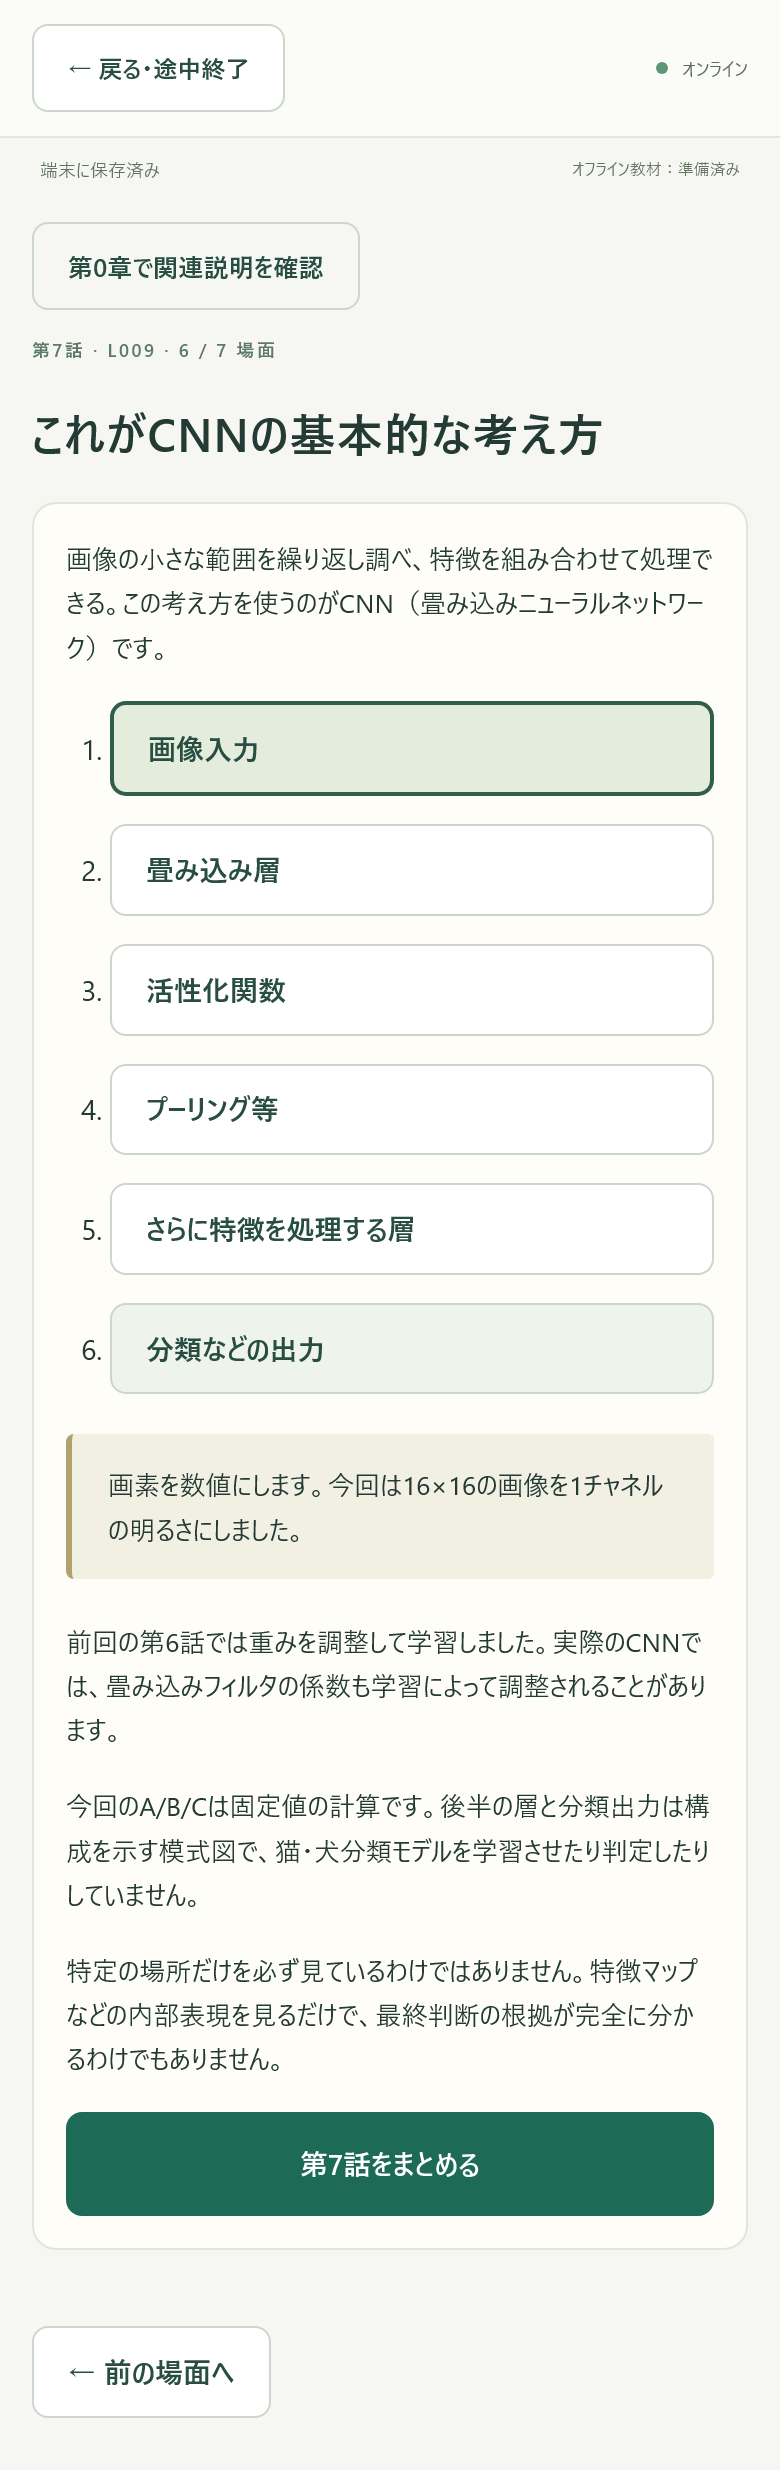 ← 戻る・途中終了
オンライン
端末に保存済み
オフライン教材：準備済み
第0章で関連説明を確認
第7話 · L009 · 6 / 7 場面
これがCNNの基本的な考え方
画像の小さな範囲を繰り返し調べ、特徴を組み合わせて処理で
きる。この考え方を使うのがCNN（畳み込みニューラルネットワー
ク）です。
1. 画像入力
2. 畳み込み層
3. 活性化関数
4. プーリング等
5. さらに特徴を処理する層
6. 分類などの出力
画素を数値にします。今回は16×16の画像を1チャネル
の明るさにしました。
前回の第6話では重みを調整して学習しました。実際のCNNで
は、畳み込みフィルタの係数も学習によって調整されることがあり
ます。
今回のA/B/Cは固定値の計算です。後半の層と分類出力は構
成を示す模式図で、猫・犬分類モデルを学習させたり判定したり
していません。
特定の場所だけを必ず見ているわけではありません。特徴マップ
などの内部表現を見るだけで、最終判断の根拠が完全に分か
るわけでもありません。
第7話をまとめる
← 前の場面へ